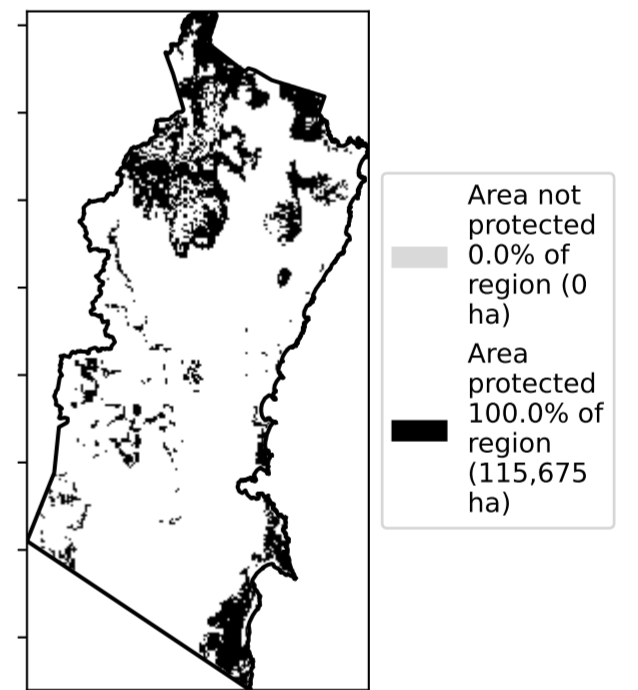 Area not
protected
0.0% of
region (0
ha)
Area
protected
100.0% of
region
(115,675
ha)